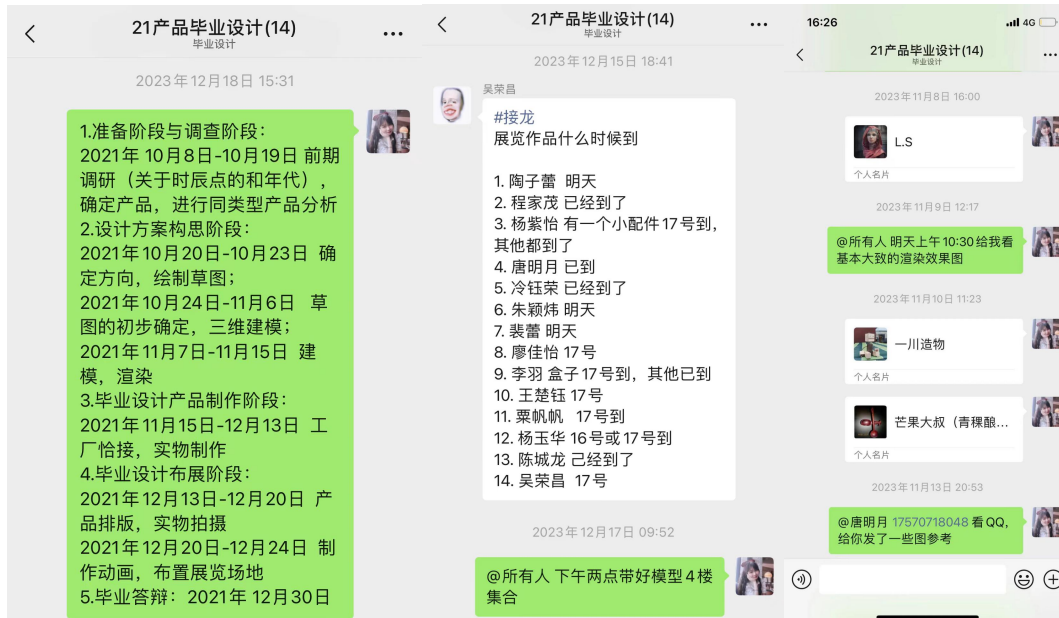 21产品毕业设计(14)
毕业设计
2023年12月18日 15:31
1.准备阶段与调查阶段：
2021年 10月8日-10月19日 前期
调研（关于时辰点的和年代），
确定产品，进行同类型产品分析
2.设计方案构思阶段：
2021年10月20日-10月23日 确
定方向，绘制草图；
2021年10月24日-11月6日 草
图的初步确定，三维建模；
2021年11月7日-11月15日 建
模，渲染
3.毕业设计产品制作阶段：
2021年11月15日-12月13日 工
厂恰接，实物制作
4.毕业设计布展阶段：
2021年12月13日-12月20日 产
品排版，实物拍摄
2021年12月20日-12月24日 制
作动画，布置展览场地
5.毕业答辩：2021年 12月30日
21产品毕业设计(14)
毕业设计
2023年12月15日 18:41
吴荣昌
#接龙
展览作品什么时候到
1. 陶子蕾 明天
2. 程家茂 已经到了
3. 杨紫怡 有一个小配件17号到，
其他都到了
4. 唐明月 已到
5. 冷钰荣 已经到了
6. 朱颖炜 明天
7. 裴蕾 明天
8. 廖佳怡 17号
9. 李羽 盒子17号到，其他已到
10. 王楚钰 17号
11. 粟帆帆 17号到
12. 杨玉华 16号或17号到
13. 陈城龙 己经到了
14. 吴荣昌 17号
2023年12月17日 09:52
@所有人 下午两点带好模型4楼
集合
16:26
4G
21产品毕业设计(14)
毕业设计
2023年11月8日 16:00
L.S
个人名片
2023年11月9日 12:17
@所有人 明天上午10:30给我看
基本大致的渲染效果图
2023年11月10日 11:23
一川造物
个人名片
芒果大叔（青稞酿...
个人名片
2023年11月13日 20:53
@唐明月 17570718048 看QQ，
给你发了一些图参考